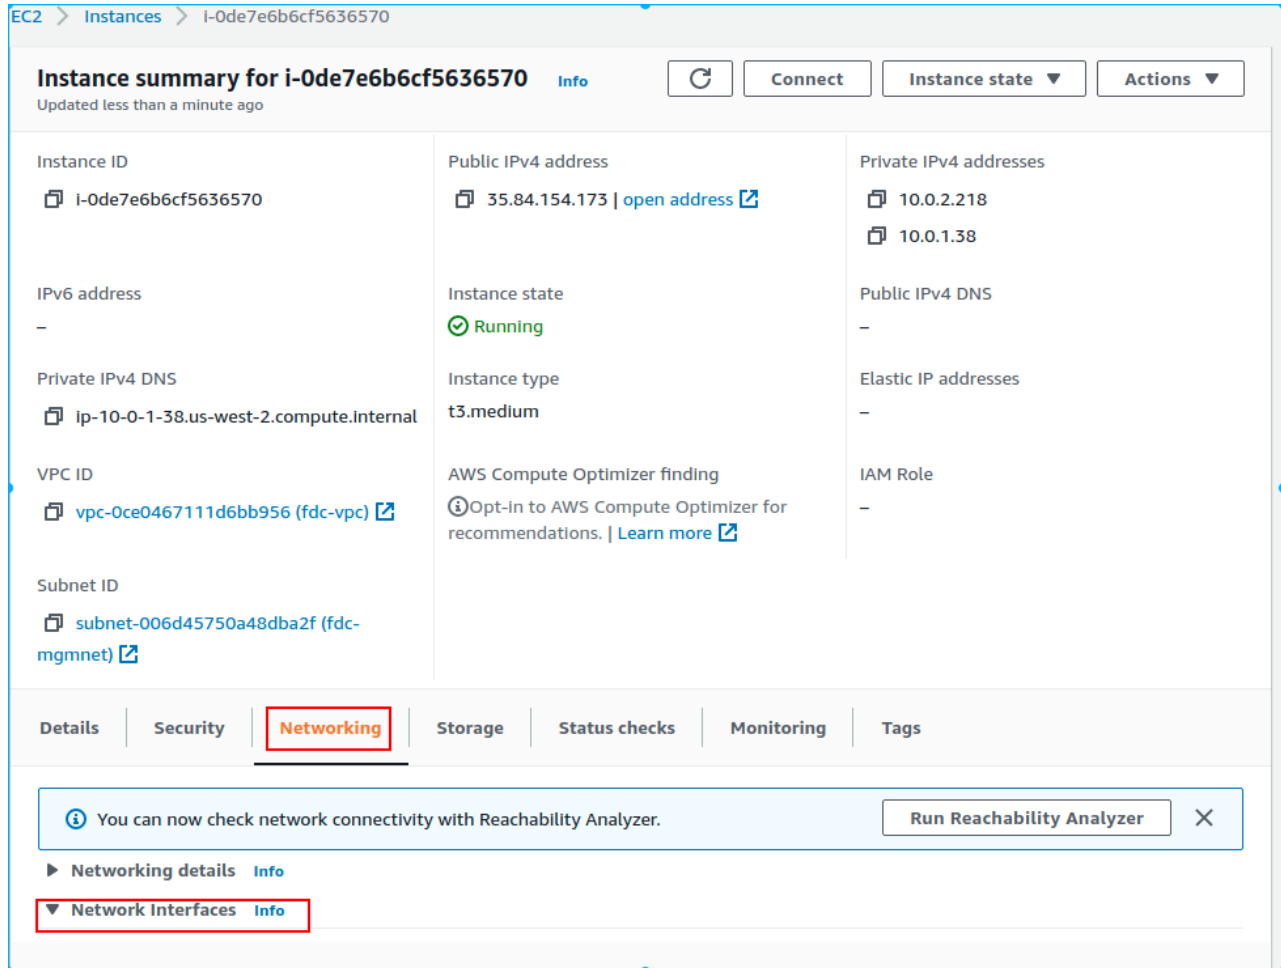 EC2 > Instances > i-0de7e6b6cf5636570
Instance summary for i-0de7e6b6cf5636570 Info
Connect
Instance state
Actions
Updated less than a minute ago
Instance ID
i-0de7e6b6cf5636570
Public IPv4 address
35.84.154.173 | open address
Private IPv4 addresses
10.0.2.218
10.0.1.38
IPv6 address
–
Instance state
Running
Public IPv4 DNS
–
Private IPv4 DNS
ip-10-0-1-38.us-west-2.compute.internal
Instance type
t3.medium
Elastic IP addresses
–
VPC ID
vpc-0ce0467111d6bb956 (fdc-vpc)
AWS Compute Optimizer finding
Opt-in to AWS Compute Optimizer for
recommendations. | Learn more
IAM Role
–
Subnet ID
subnet-006d45750a48dba2f (fdc-
mgmnet)
Details
Security
Networking
Storage
Status checks
Monitoring
Tags
You can now check network connectivity with Reachability Analyzer.
Run Reachability Analyzer
Networking details Info
Network Interfaces Info